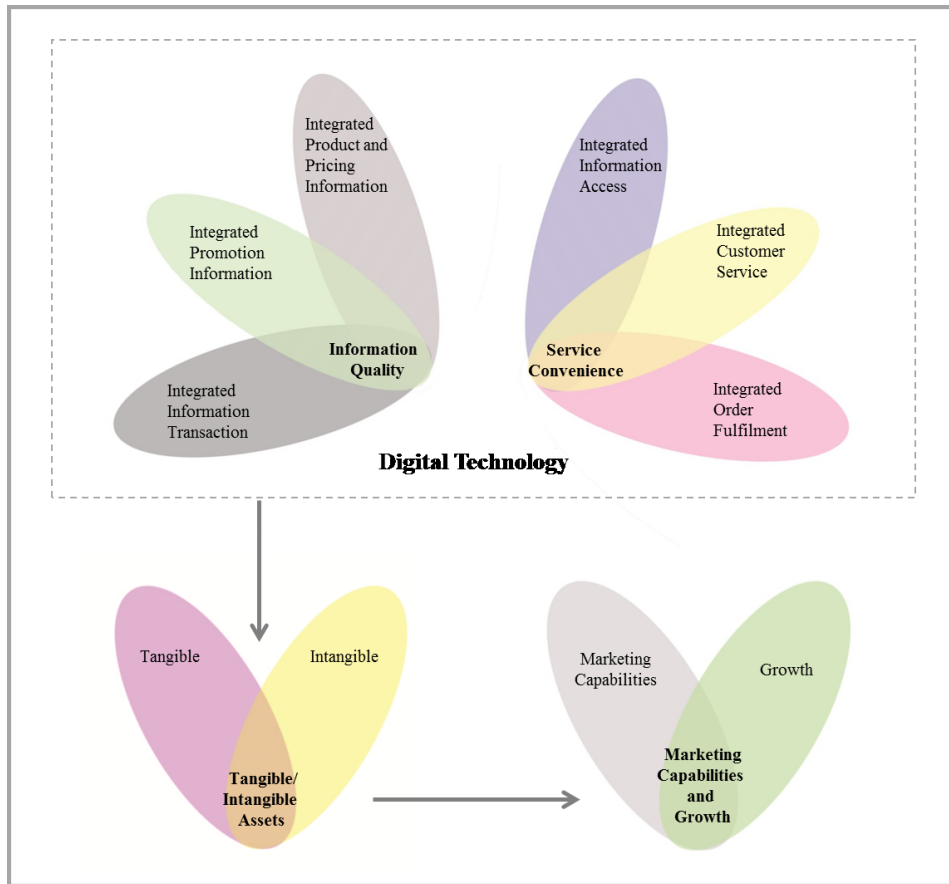 Integrated
Product and
Pricing
Information
Integrated
Information
Access
Integrated
Promotion
Information
Integrated
Customer
Service
Information
Quality
Service
Convenience
Integrated
Information
Transaction
Integrated
Order
Fulfilment
Digital Technology
Tangible
Intangible
Tangible/
Intangible
Assets
Marketing
Capabilities
Growth
Marketing
Capabilities
and
Growth